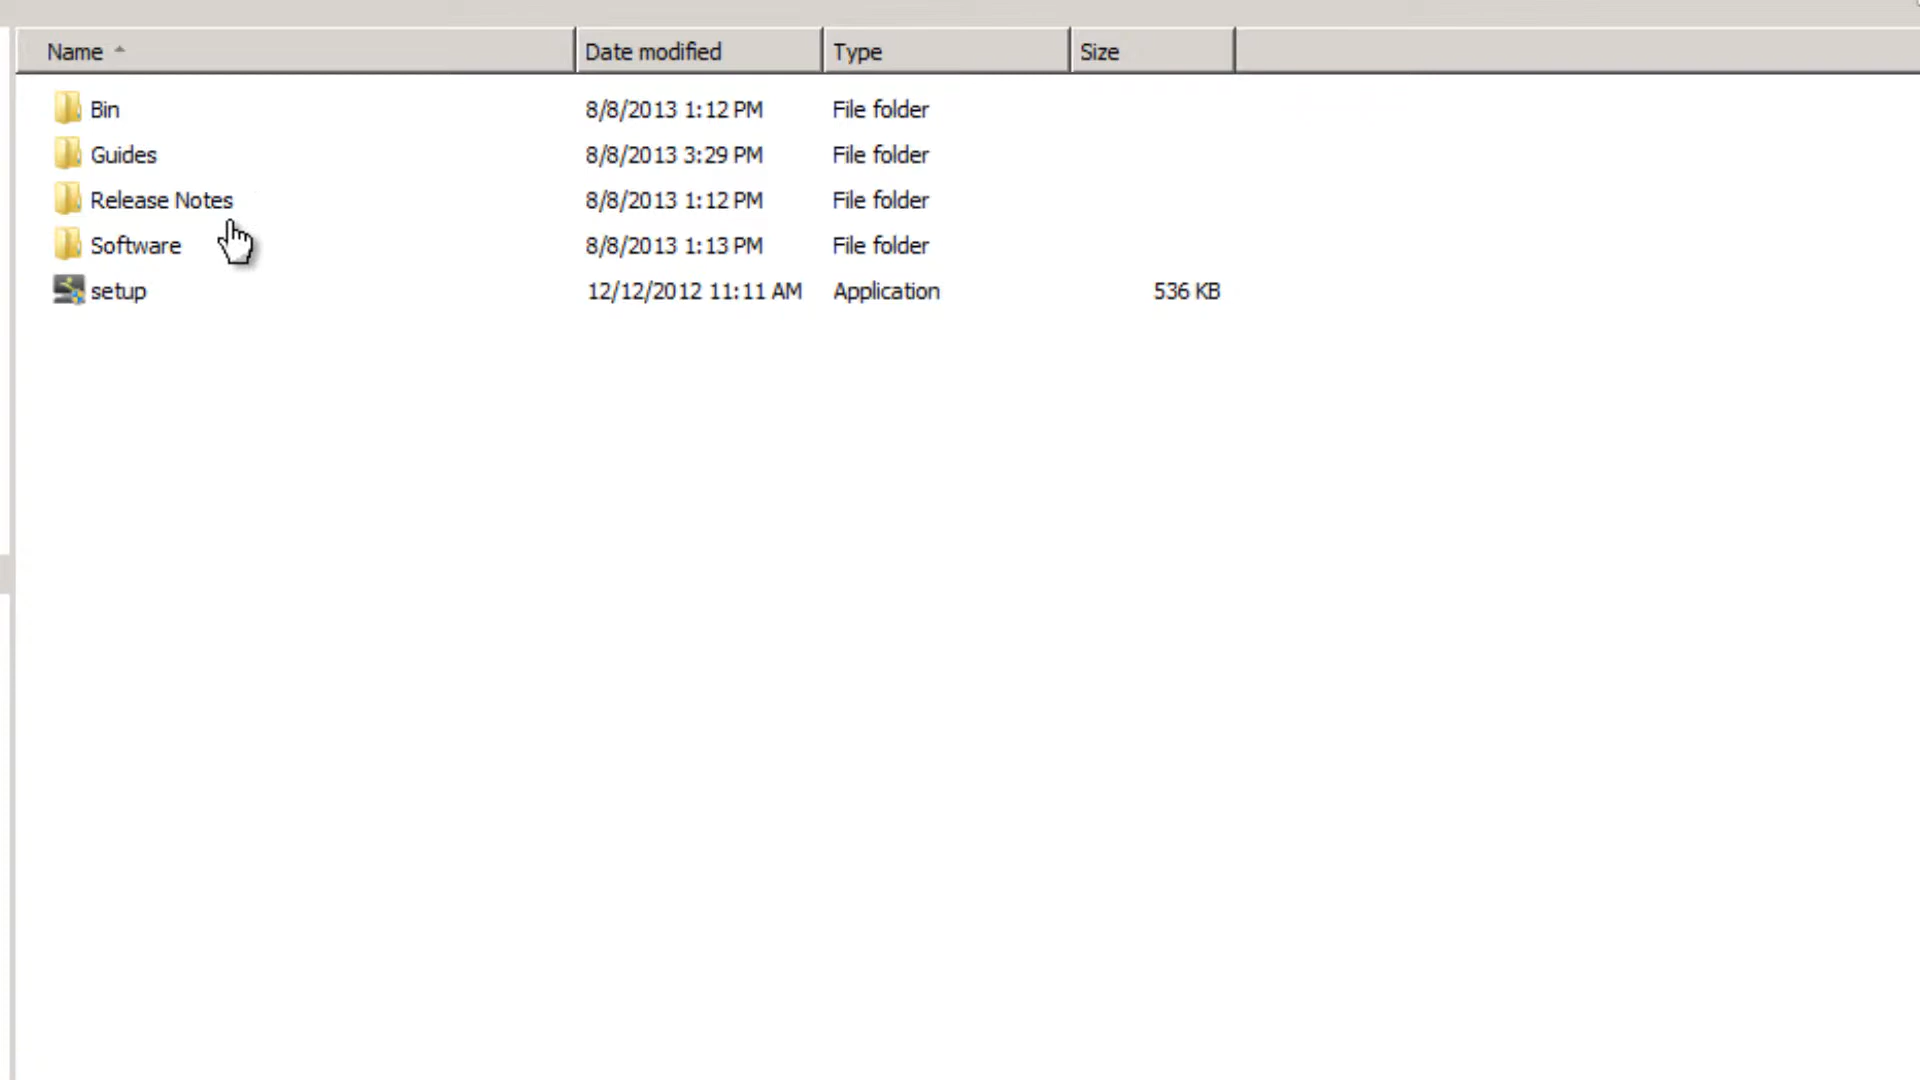 Name Date modified Type Size
Bin 8/8/2013 1:12 PM File folder
Guides 8/8/2013 3:29 PM File folder
Release Notes 8/8/2013 1:12 PM File folder
Software 8/8/2013 1:13 PM File folder
setup 12/12/2012 11:11 AM Application 536 KB